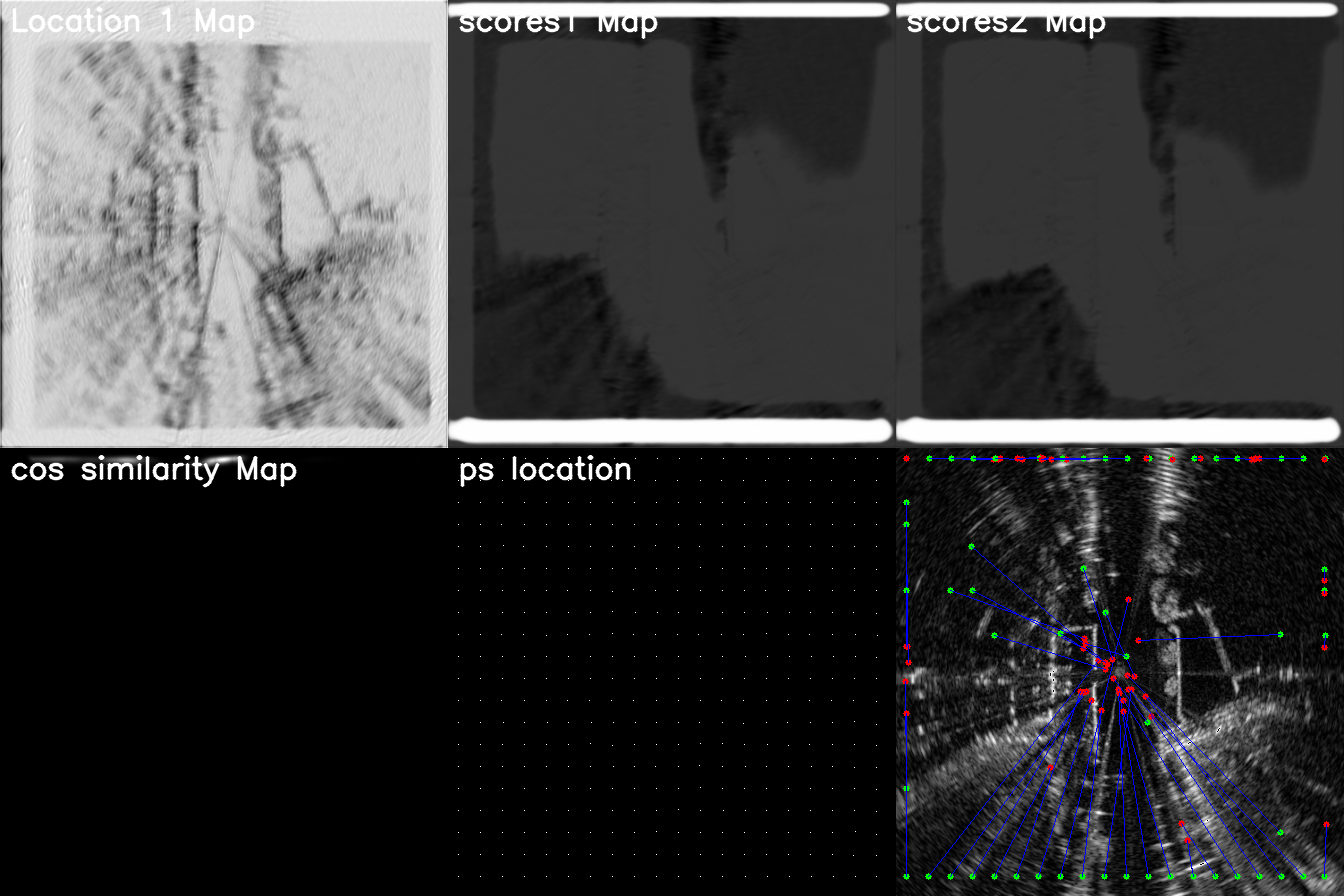 Location 1 Map
scores1 Map
scores2 Map
cos similarity Map
ps location